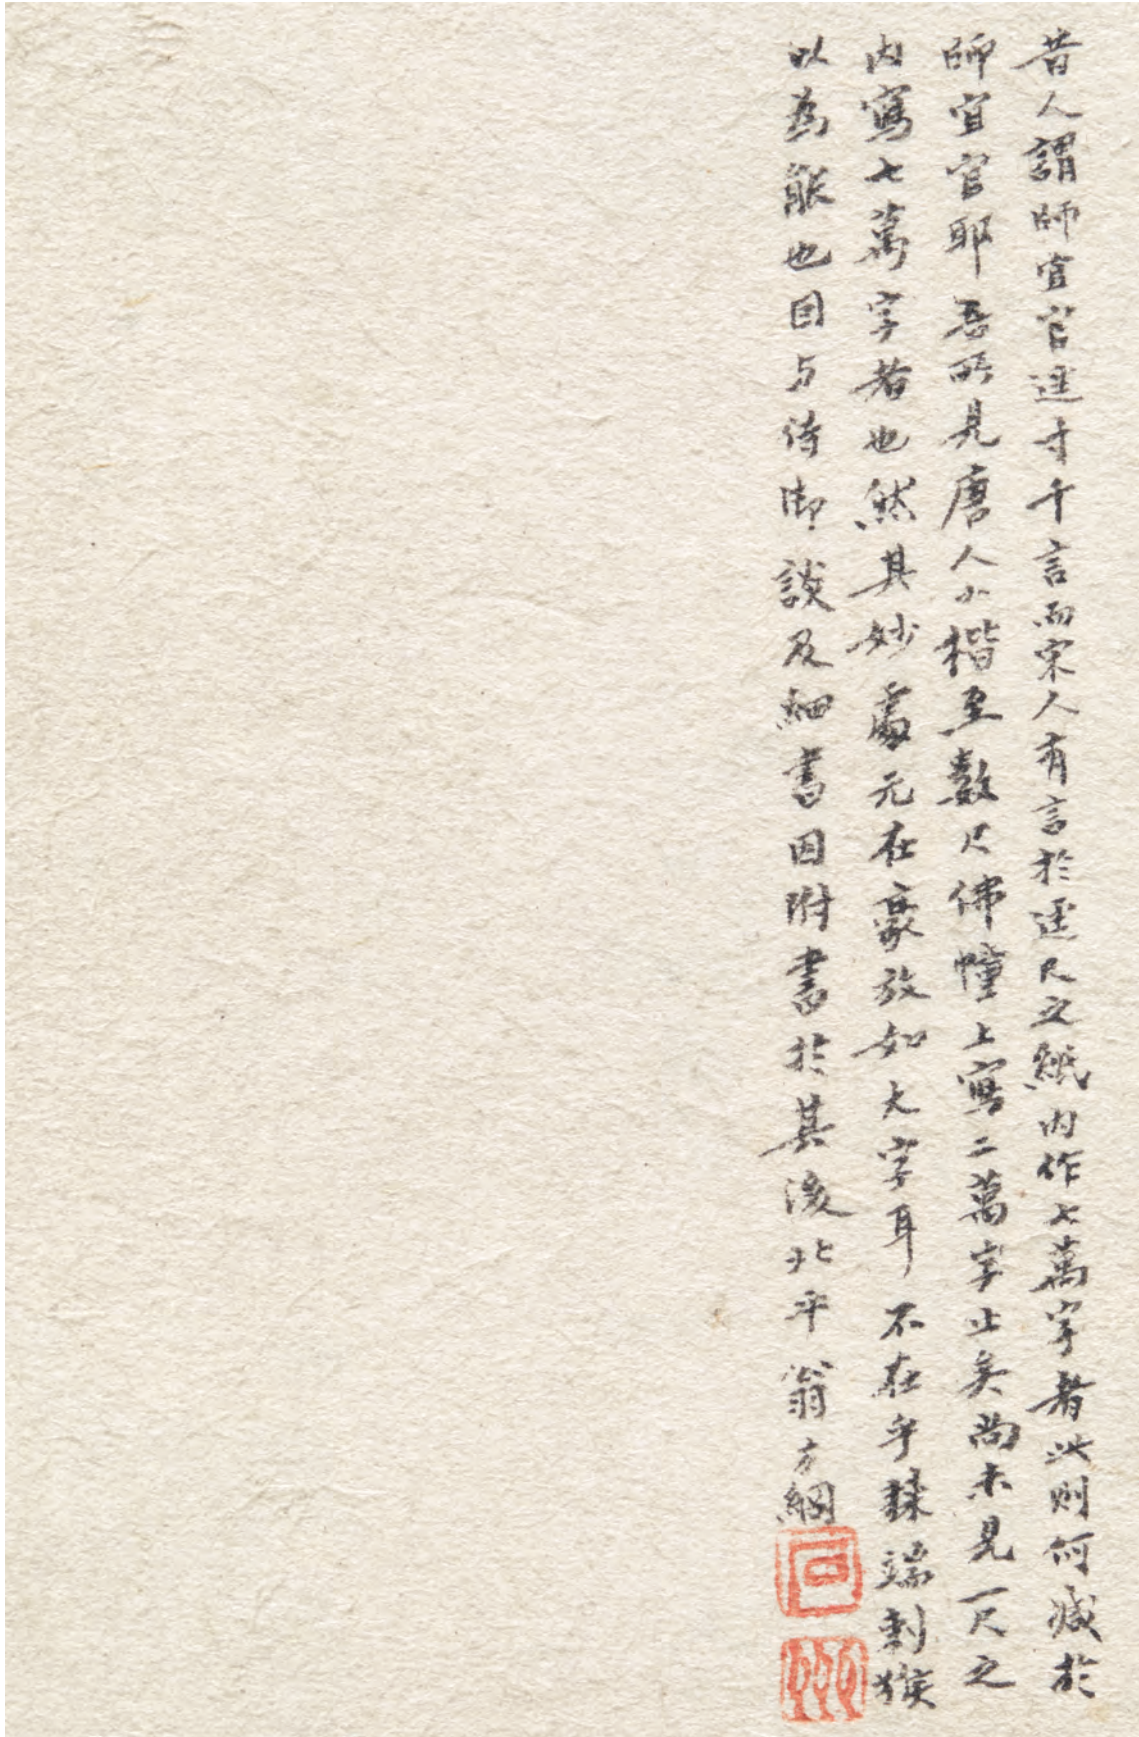 昔人謂師宜官逕寸千言而宋人有言於逕尺之紙内作七萬字者此則何減於
師宜官耶吾所見唐人小楷至數尺佛幢上寫二萬字止矣尚未見一尺之
内寫七萬字者也然其妙處元在豪放如大字耳不在乎棘端刺猴
以為能也因与侍御談及細書因附書於其後北平翁方綱